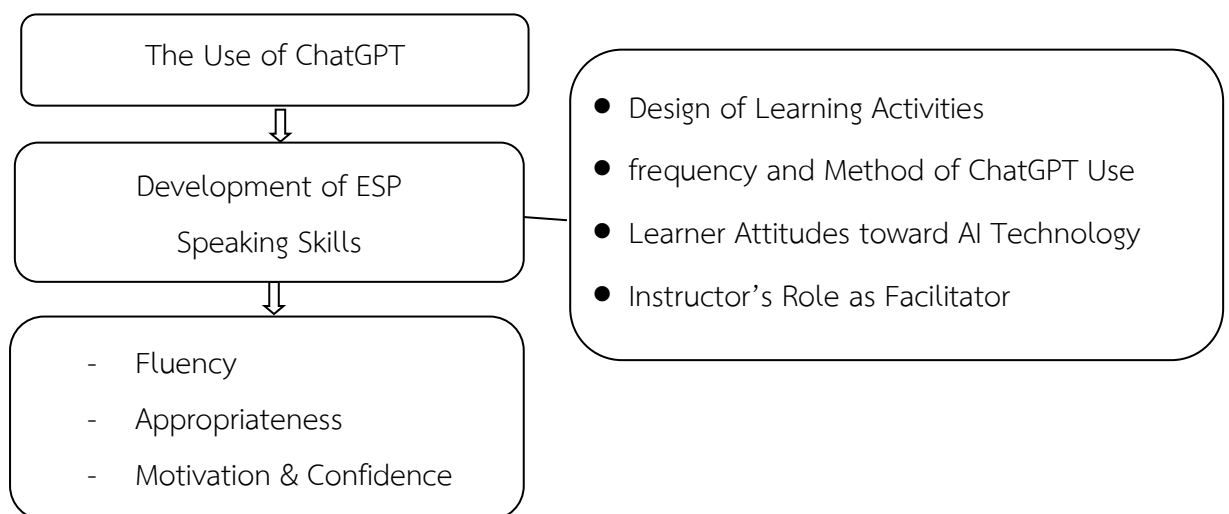 The Use of ChatGPT
Development of ESP
Speaking Skills
● Design of Learning Activities
● frequency and Method of ChatGPT Use
● Learner Attitudes toward AI Technology
● Instructor’s Role as Facilitator
- Fluency
- Appropriateness
- Motivation & Confidence